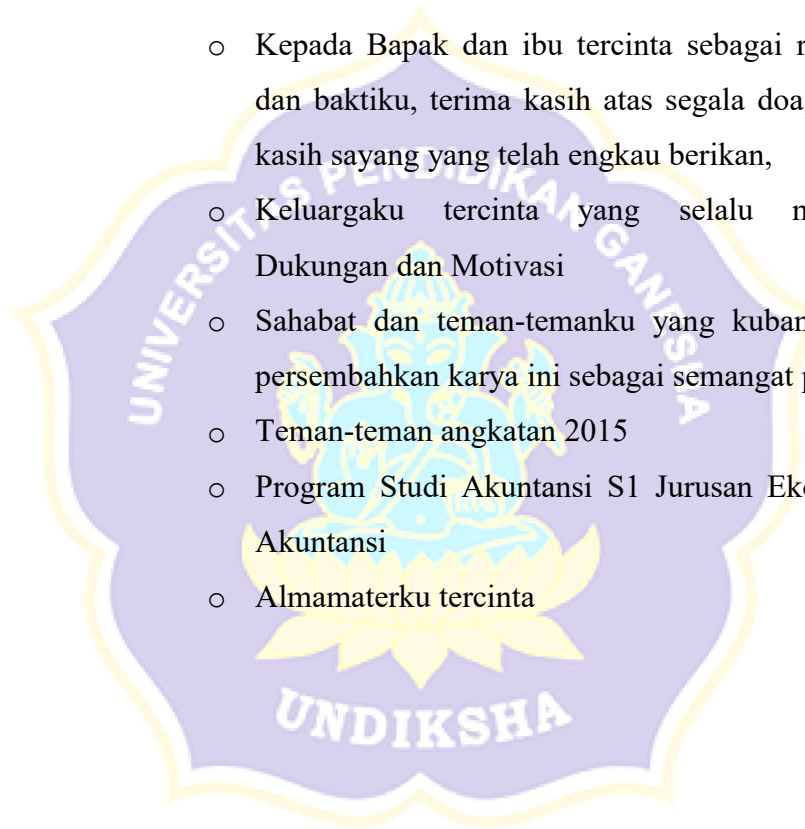 o Kepada Bapak dan ibu tercinta sebagai
dan baktiku, terima kasih atas segala doa,
kasih sayang yang telah engkau berikan,
o Keluargaku tercinta yang selalu
Dukungan dan Motivasi
o Sahabat dan teman-temanku yang
persembahkan karya ini sebagai semangat
o Teman-teman angkatan 2015
o Program Studi Akuntansi S1 Jurusan
Akuntansi
o Almamaterku tercinta
UNIVERSITAS PENDIDIKAN GANESHA
UNDIKSHA